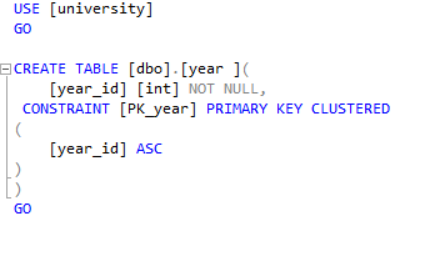 USE [university]
GO
CREATE TABLE [dbo].[year ](
[year_id] [int] NOT NULL,
CONSTRAINT [PK_year] PRIMARY KEY CLUSTERED
(
[year_id] ASC
)
)
GO